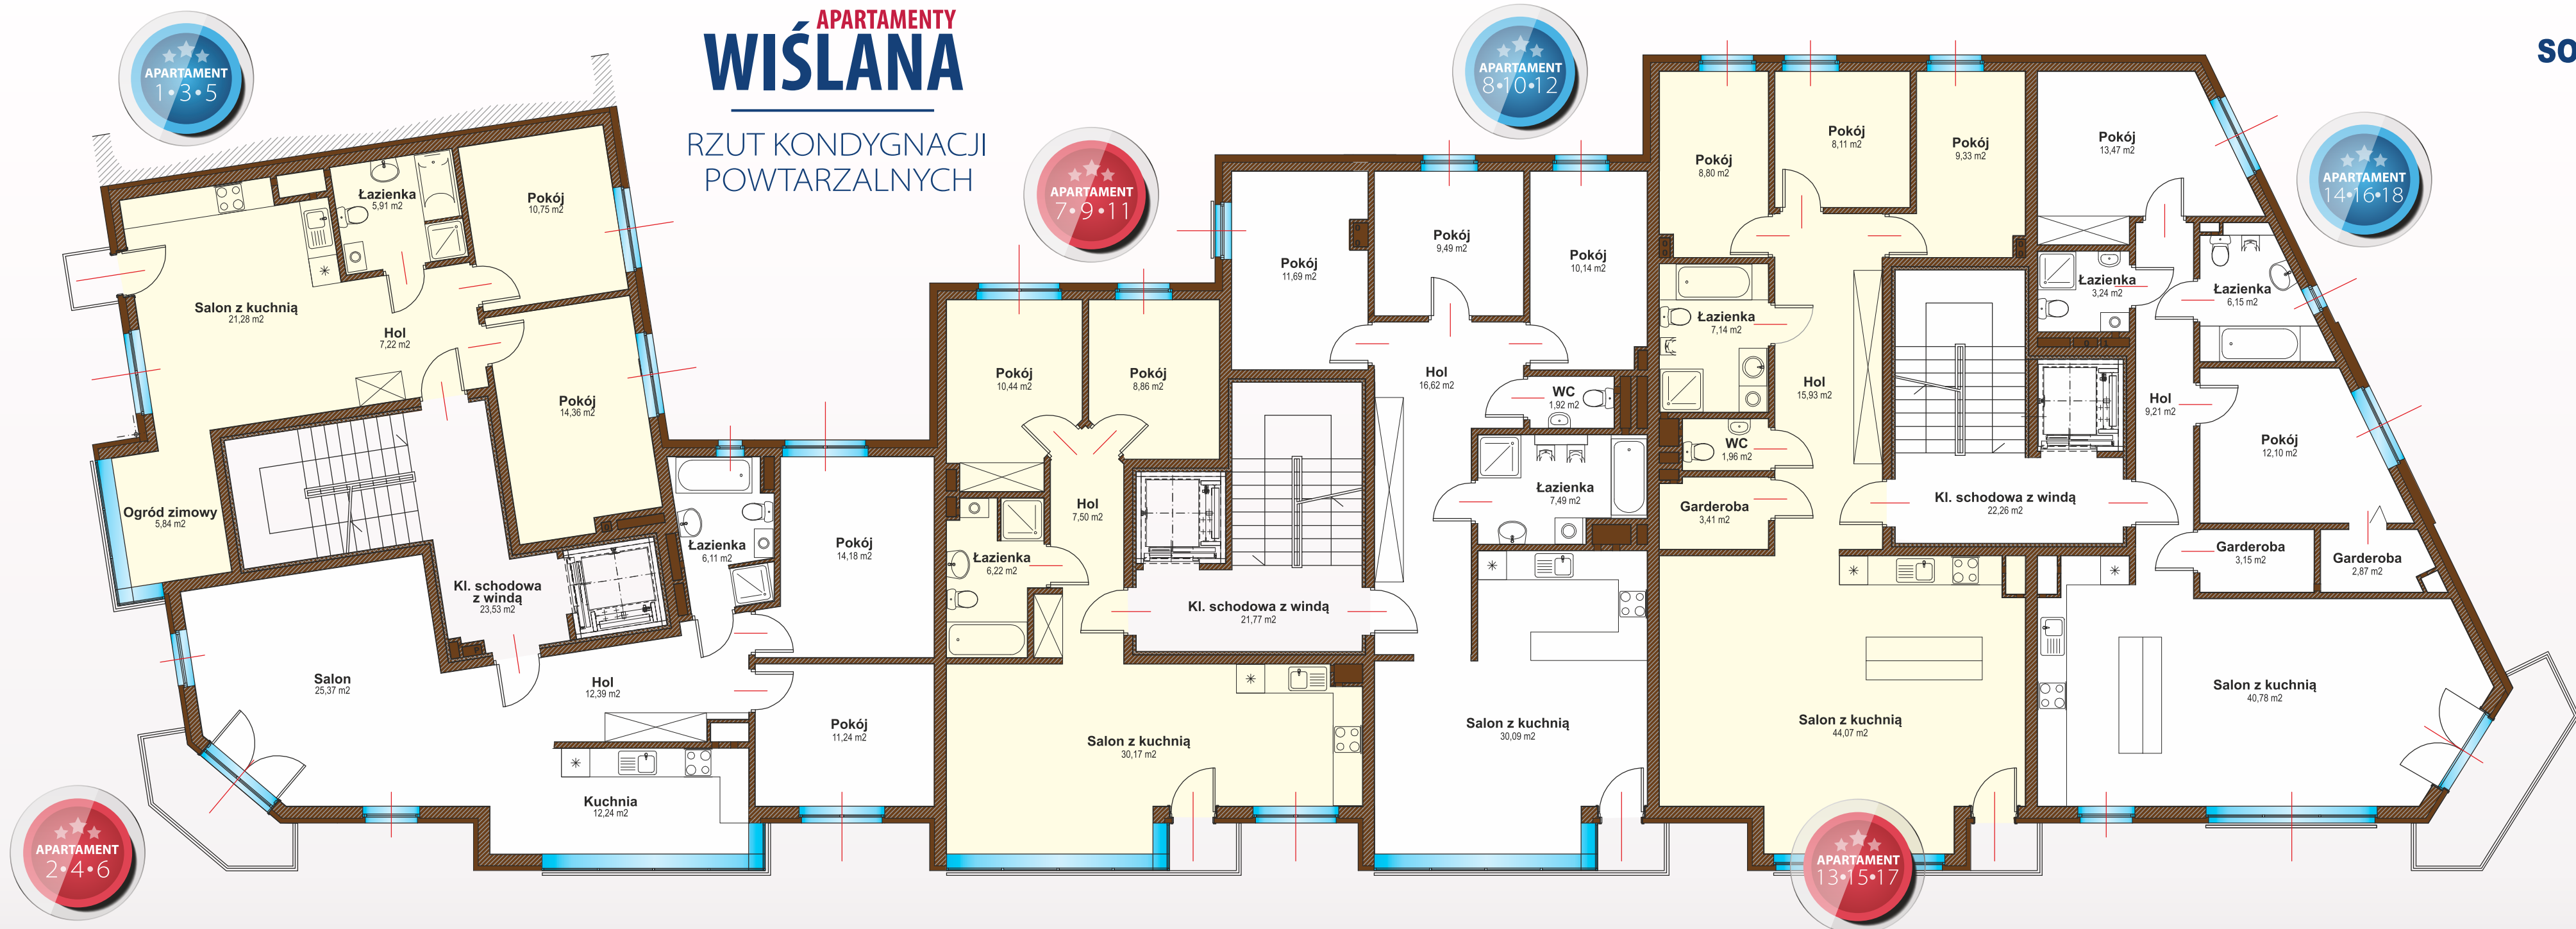 APARTAMENTY
WIŚLANA
RZUT KONDYGNACJI
POWTARZALNYCH
SO
APARTAMENT
1•3•5
Salon z kuchnią
21,28 m2
Łazienka
5,91 m2
Pokój
10,75 m2
Hol
7,22 m2
Pokój
14,36 m2
Ogród zimowy
5,84 m2
Kl. schodowa
z windą
23,53 m2
APARTAMENT
2•4•6
Salon
25,37 m2
Hol
12,39 m2
Kuchnia
12,24 m2
Łazienka
6,11 m2
Pokój
14,18 m2
Pokój
11,24 m2
APARTAMENT
7•9•11
Pokój
10,44 m2
Pokój
8,86 m2
Hol
7,50 m2
Łazienka
6,22 m2
Salon z kuchnią
30,17 m2
Kl. schodowa z windą
21,77 m2
APARTAMENT
8•10•12
Pokój
11,69 m2
Pokój
9,49 m2
Pokój
10,14 m2
Hol
16,62 m2
WC
1,92 m2
Łazienka
7,49 m2
Salon z kuchnią
30,09 m2
Pokój
8,80 m2
Pokój
8,11 m2
Pokój
9,33 m2
Łazienka
7,14 m2
Hol
15,93 m2
WC
1,96 m2
Garderoba
3,41 m2
Salon z kuchnią
44,07 m2
APARTAMENT
13•15•17
Kl. schodowa z windą
22,26 m2
APARTAMENT
14•16•18
Pokój
13,47 m2
Łazienka
3,24 m2
Łazienka
6,15 m2
Hol
9,21 m2
Pokój
12,10 m2
Garderoba
3,15 m2
Garderoba
2,87 m2
Salon z kuchnią
40,78 m2